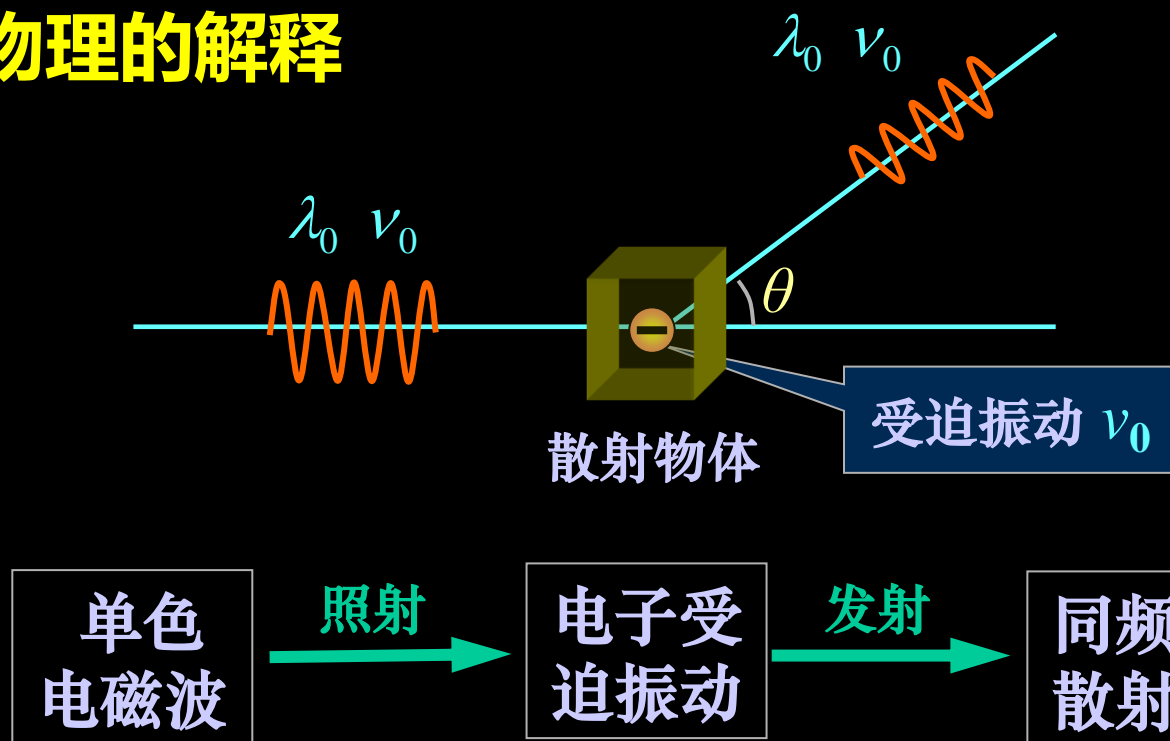 物理的解释
λ₀ ν₀
λ₀ ν₀
θ
受迫振动 ν₀
散射物体
单色
电磁波
照射
电子受
迫振动
发射
同频
散射